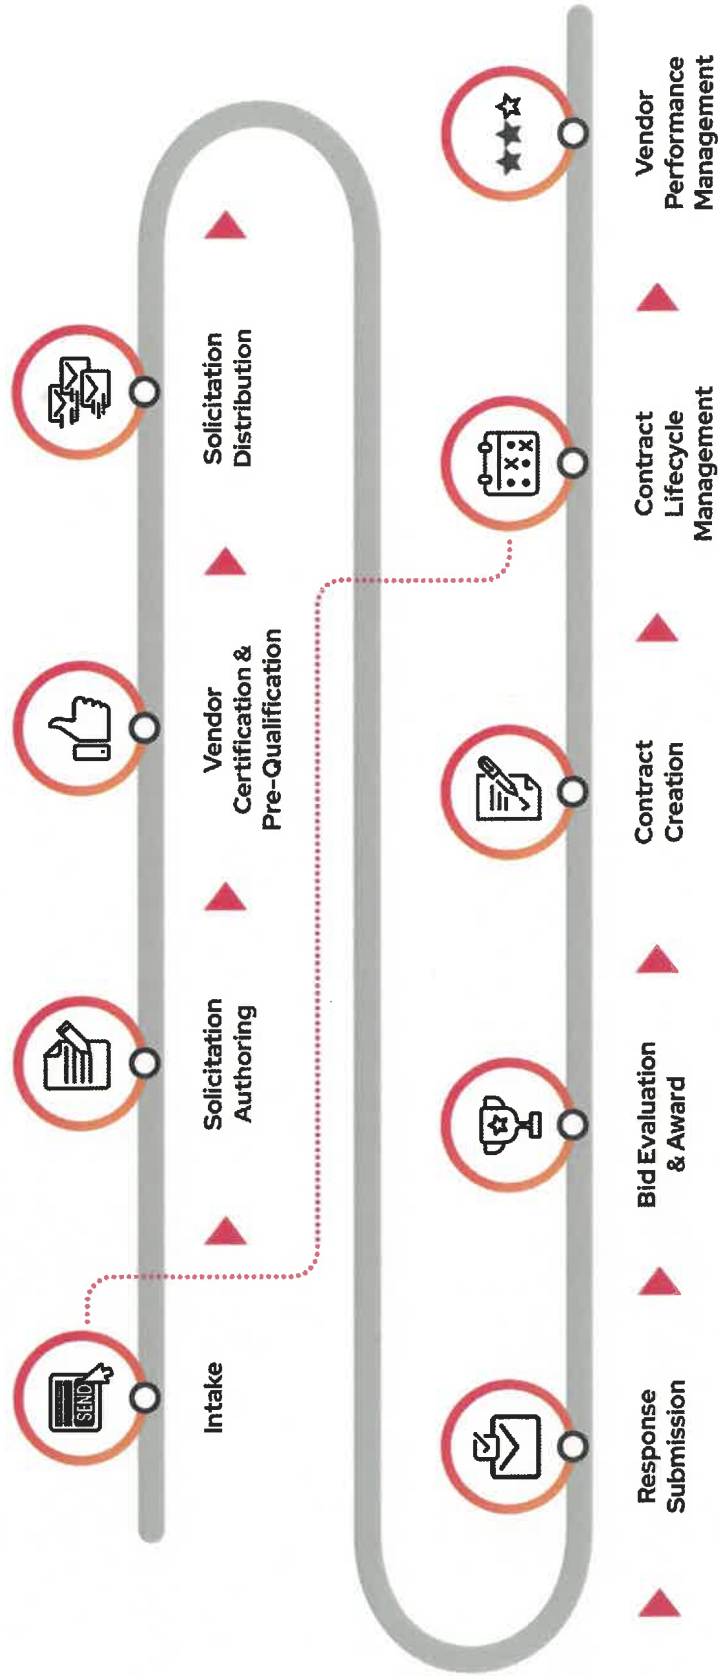 SEND
Intake
Solicitation
Authoring
Vendor
Certification &
Pre-Qualification
Solicitation
Distribution
Response
Submission
Bid Evaluation
& Award
Contract
Creation
Contract
Lifecycle
Management
Vendor
Performance
Management